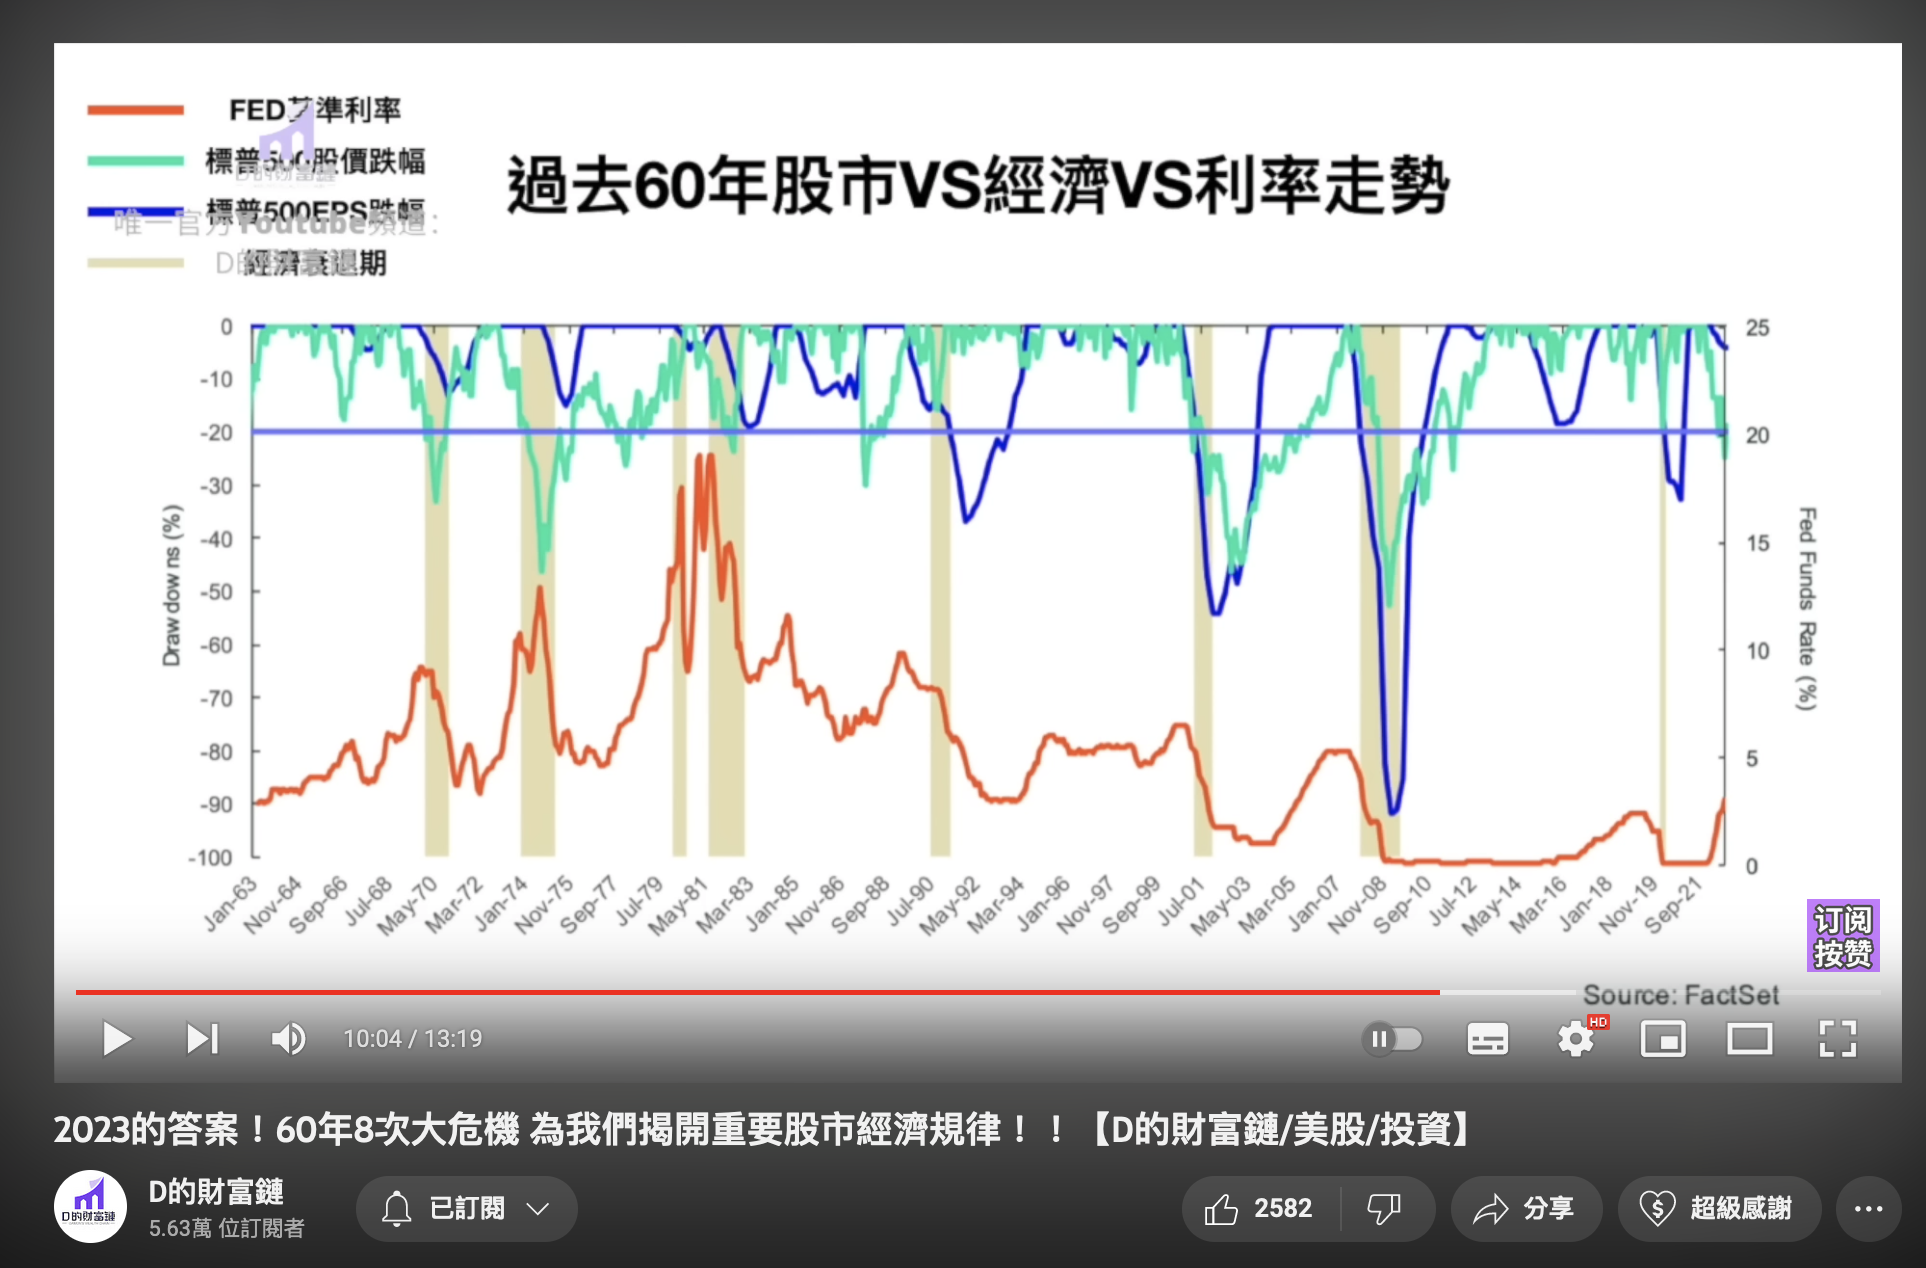 FED基準利率
標普500股價跌幅
標普500EPS跌幅
唯一官方Youtube頻道：
經濟衰退期
過去60年股市VS經濟VS利率走勢
0
-10
-20
-30
-40
-50
-60
-70
-80
-90
-100
Drawdowns (%)
25
20
15
10
5
0
Fed Funds Rate (%)
Jan-63 Nov-64 Sep-66 Jul-68 May-70 Mar-72 Jan-74 Nov-75 Sep-77 Jul-79 May-81 Mar-83 Jan-85 Nov-86 Sep-88 Jul-90 May-92 Mar-94 Jan-96 Nov-97 Sep-99 Jul-01 May-03 Mar-05 Jan-07 Nov-08 Sep-10 Jul-12 May-14 Mar-16 Jan-18 Nov-19 Sep-21
订阅
按赞
Source: FactSet
10:04 / 13:19
HD
2023的答案！60年8次大危機 為我們揭開重要股市經濟規律！！【D的財富鏈/美股/投資】
D的財富鏈
D的財富鏈
5.63萬 位訂閱者
已訂閱
2582
分享
超級感謝